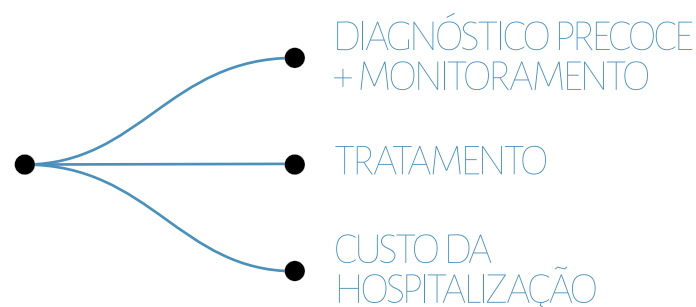 DIAGNÓSTICO PRECOCE
+ MONITORAMENTO
TRATAMENTO
CUSTO DA
HOSPITALIZAÇÃO